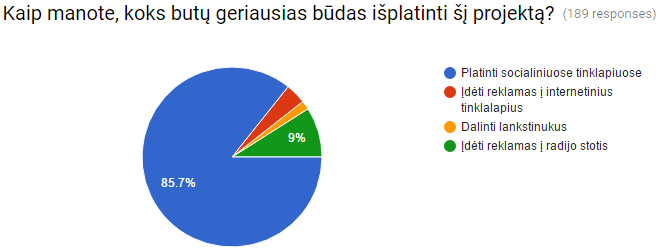 Kaip manote, koks butų geriausias būdas išplatinti šį projektą? (189 responses)
Platinti socialiniuose tinklapiuose
Įdėti reklamas į internetinius
tinklalapius
Dalinti lankstinukus
Įdėti reklamas į radijo stotis
9%
85.7%